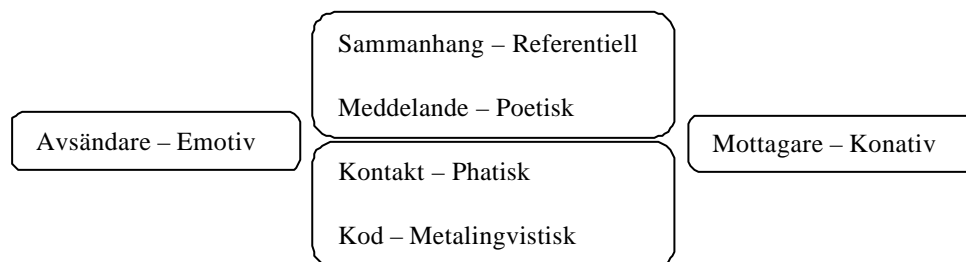 Sammanhang – Referentiell
Meddelande – Poetisk
Avsändare – Emotiv
Mottagare – Konativ
Kontakt – Phatisk
Kod – Metalingvistisk